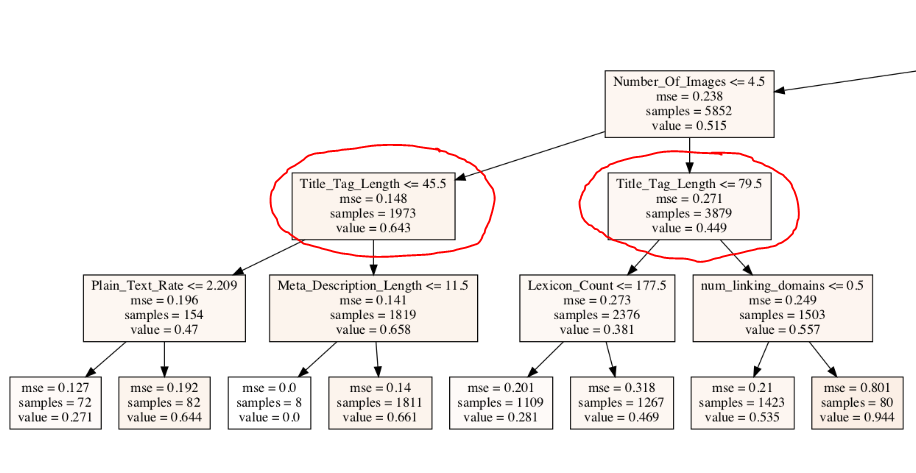 Number_Of_Images <= 4.5
mse = 0.238
samples = 5852
value = 0.515
Title_Tag_Length <= 45.5
mse = 0.148
samples = 1973
value = 0.643
Title_Tag_Length <= 79.5
mse = 0.271
samples = 3879
value = 0.449
Plain_Text_Rate <= 2.209
mse = 0.196
samples = 154
value = 0.47
Meta_Description_Length <= 11.5
mse = 0.141
samples = 1819
value = 0.658
Lexicon_Count <= 177.5
mse = 0.273
samples = 2376
value = 0.381
num_linking_domains <= 0.5
mse = 0.249
samples = 1503
value = 0.557
mse = 0.127
samples = 72
value = 0.271
mse = 0.192
samples = 82
value = 0.644
mse = 0.0
samples = 8
value = 0.0
mse = 0.14
samples = 1811
value = 0.661
mse = 0.201
samples = 1109
value = 0.281
mse = 0.318
samples = 1267
value = 0.469
mse = 0.21
samples = 1423
value = 0.535
mse = 0.801
samples = 80
value = 0.944